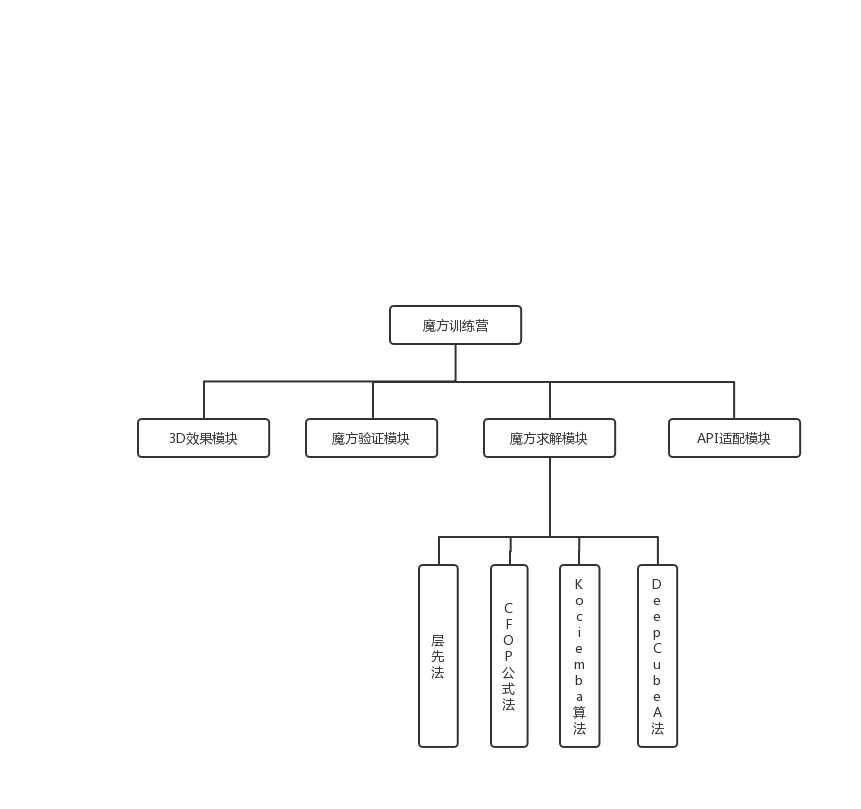 魔方训练营
3D效果模块
魔方验证模块
魔方求解模块
API适配模块
层先法
CFOP公式法
Kociemba算法
DeepCubeA法